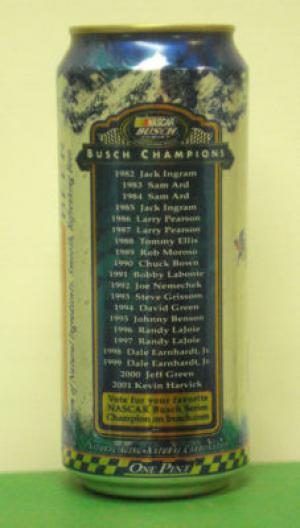 NASCAR
BUSCH
SERIES
BUSCH CHAMPIONS
1982 Jack Ingram
1983 Sam Ard
1984 Sam Ard
1985 Jack Ingram
1986 Larry Pearson
1987 Larry Pearson
1988 Tommy Ellis
1989 Rob Moroso
1990 Chuck Bown
1991 Bobby Labonte
1992 Joe Nemechek
1993 Steve Grissom
1994 David Green
1995 Johnny Benson
1996 Randy LaJoie
1997 Randy LaJoie
1998 Dale Earnhardt, Jr.
1999 Dale Earnhardt, Jr.
2000 Jeff Green
2001 Kevin Harvick
Vote for your favorite
NASCAR Busch Series
Champion on busch.com
ONE PINT